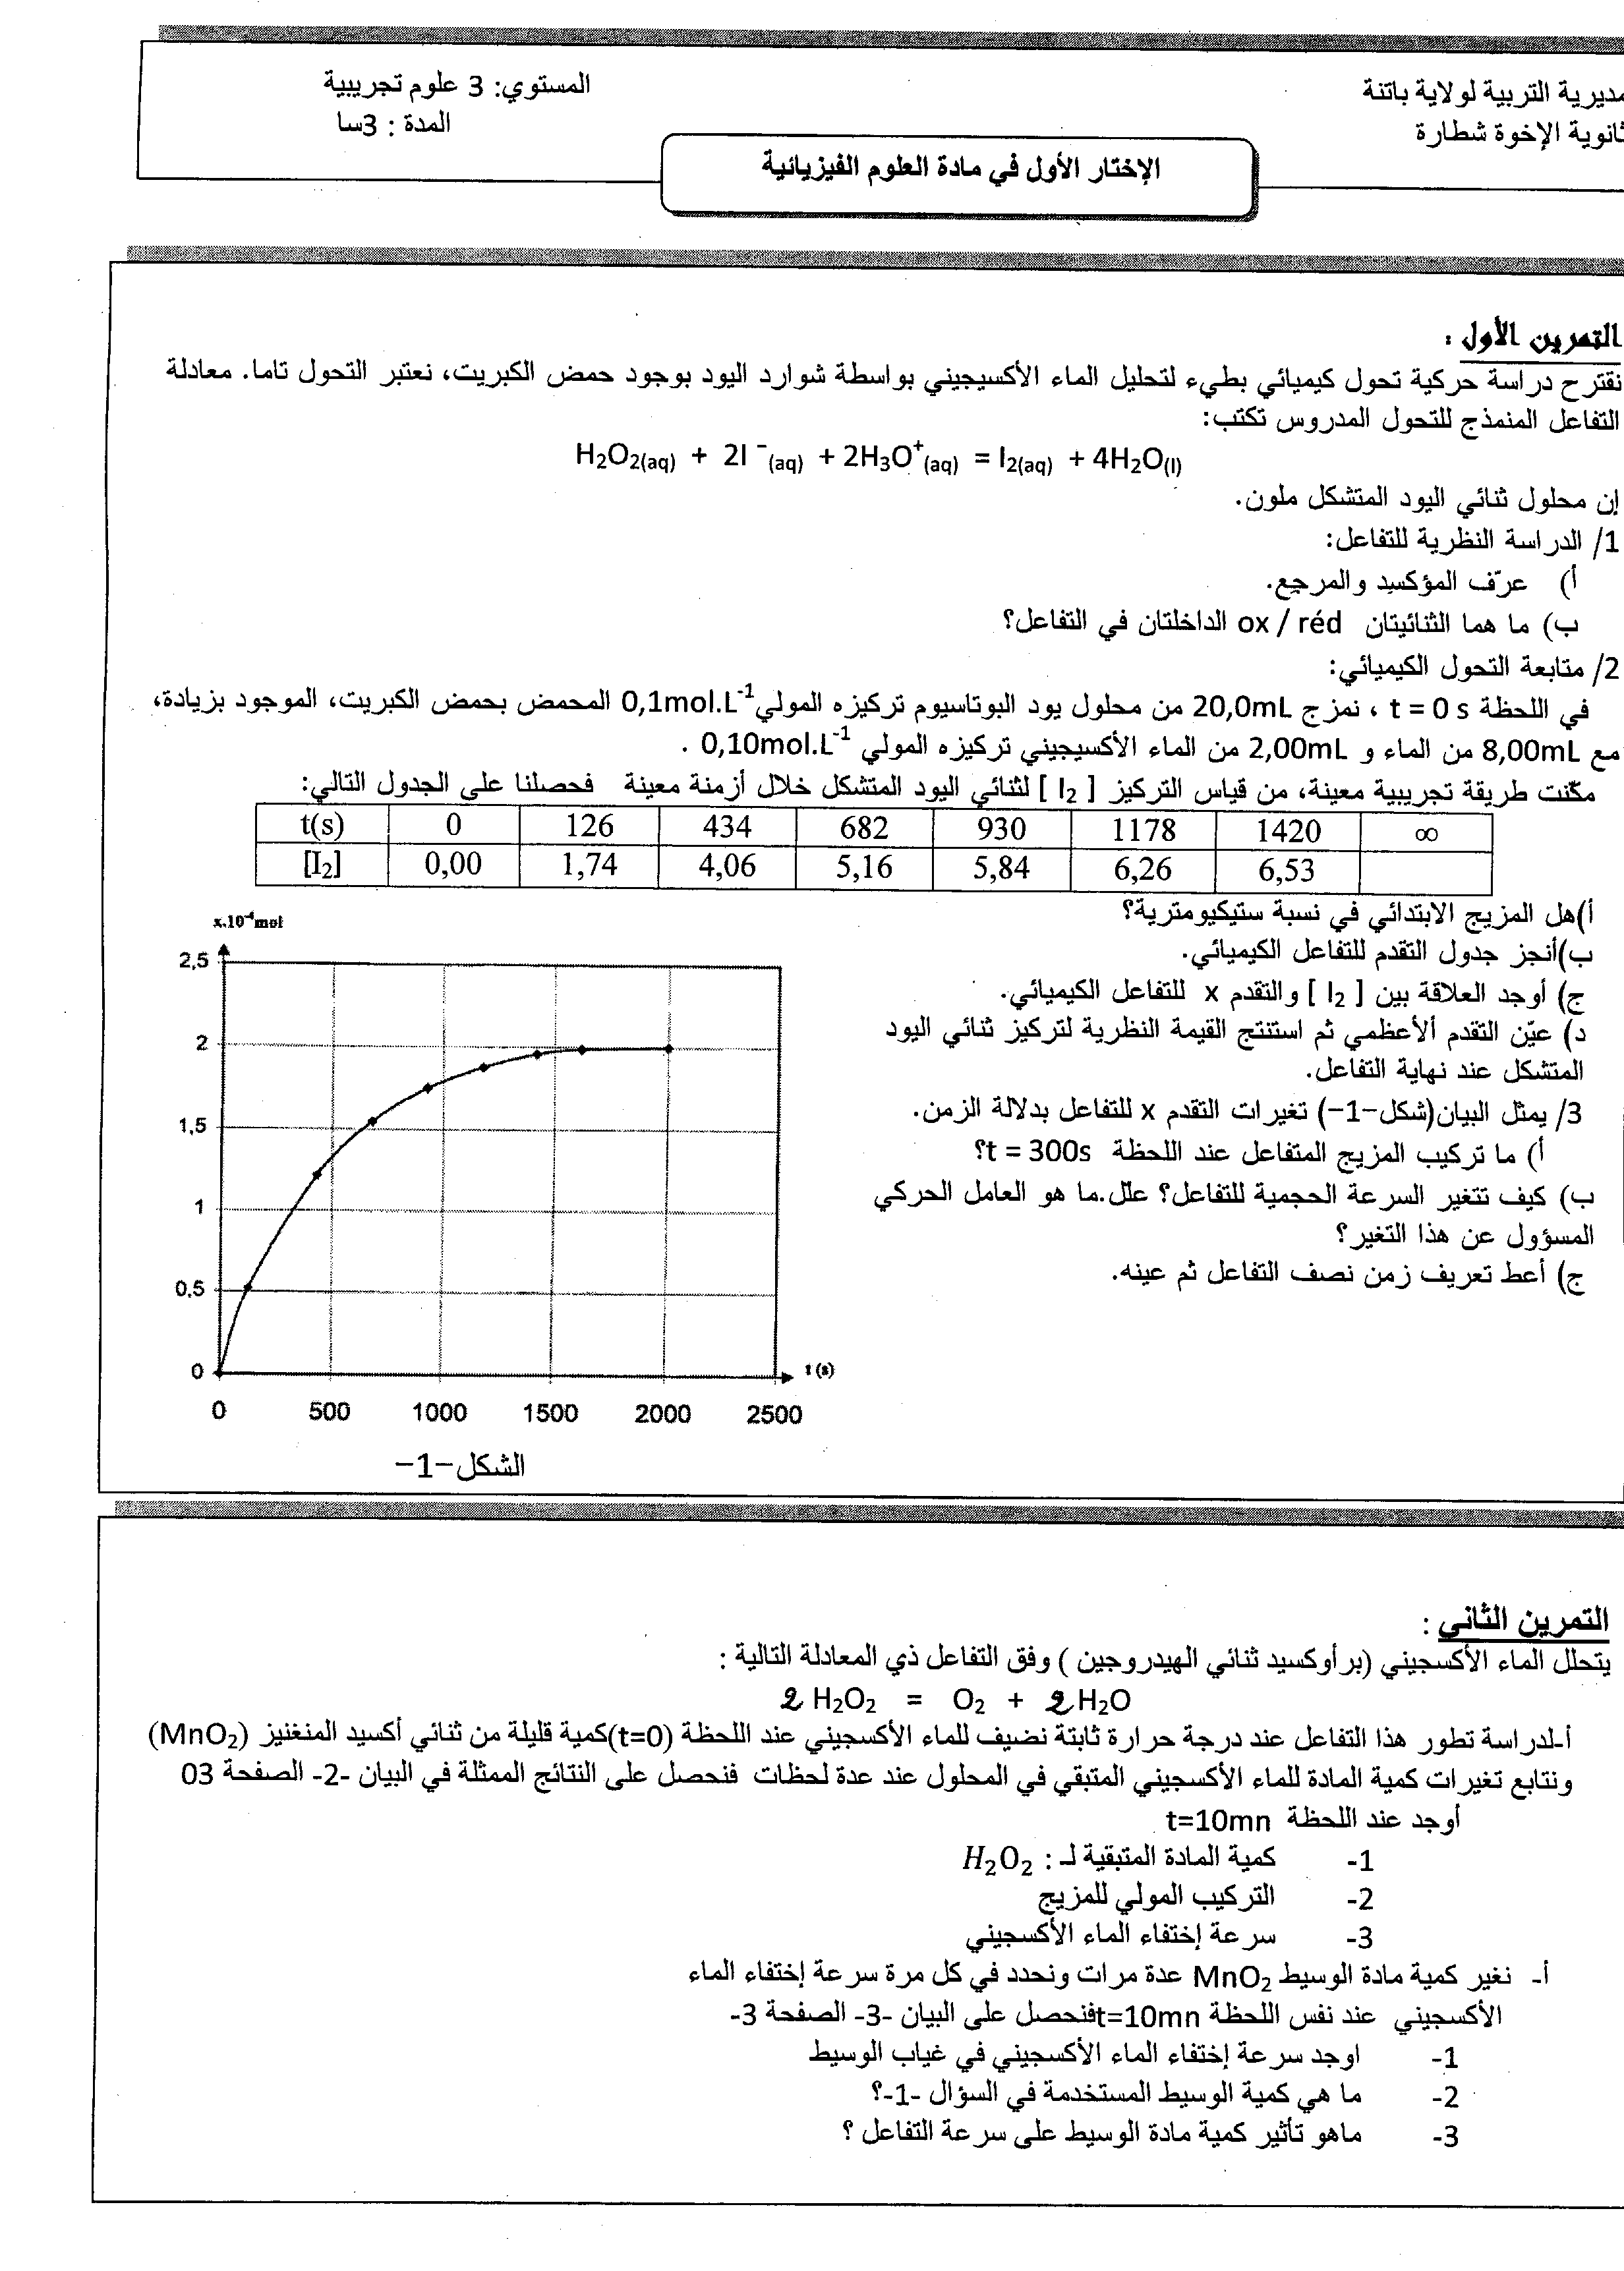 مديرية التربية لولاية باتنة
ثانوية الإخوة شطارة
المستوي: 3 علوم تجريبية
المدة : 3سا
الإختار الأول في مادة العلوم الفيزيائية
التمرين الأول :
نقترح دراسة حركية تحول كيميائي بطيء لتحليل الماء الأكسيجيني بواسطة شوارد اليود بوجود حمض الكبريت، نعتبر التحول تاما. معادلة
التفاعل المنمذج للتحول المدروس تكتب:
H₂O₂(aq) + 2I⁻(aq) + 2H₃O⁺(aq) = I₂(aq) + 4H₂O(l)
إن محلول ثنائي اليود المتشكل ملون.
1/ الدراسة النظرية للتفاعل:
أ) عرّف المؤكسد والمرجع.
ب) ما هما الثنائيتان ox / réd الداخلتان في التفاعل؟
2/ متابعة التحول الكيميائي:
في اللحظة t = 0 s ، نمزج 20,0mL من محلول يود البوتاسيوم تركيزه المولي 0,1mol.L⁻¹ المحمض بحمض الكبريت، الموجود بزيادة،
مع 8,00mL من الماء و 2,00mL من الماء الأكسيجيني تركيزه المولي 0,10mol.L⁻¹ .
مكّنت طريقة تجريبية معينة، من قياس التركيز [ I₂ ] لثنائي اليود المتشكل خلال أزمنة معينة فحصلنا على الجدول التالي:
t(s) 0 126 434 682 930 1178 1420 ∞
[I₂] 0,00 1,74 4,06 5,16 5,84 6,26 6,53
أ)هل المزيج الابتدائي في نسبة ستيكيومترية؟
ب)أنجز جدول التقدم للتفاعل الكيميائي.
ج) أوجد العلاقة بين [ I₂ ] والتقدم x للتفاعل الكيميائي.
د) عيّن التقدم ألأعظمي ثم استنتج القيمة النظرية لتركيز ثنائي اليود
المتشكل عند نهاية التفاعل.
3/ يمثل البيان(شكل-1-) تغيرات التقدم x للتفاعل بدلالة الزمن.
أ) ما تركيب المزيج المتفاعل عند اللحظة t = 300s؟
ب) كيف تتغير السرعة الحجمية للتفاعل؟ علّل.ما هو العامل الحركي
المسؤول عن هذا التغير؟
ج) أعط تعريف زمن نصف التفاعل ثم عينه.
x.10⁻⁴mol
2,5
2
1,5
1
0,5
0
t (s)
0 500 1000 1500 2000 2500
الشكل-1-
التمرين الثاني :
يتحلل الماء الأكسجيني (برأوكسيد ثنائي الهيدروجين ) وفق التفاعل ذي المعادلة التالية :
2 H₂O₂ = O₂ + 2 H₂O
أ-لدراسة تطور هذا التفاعل عند درجة حرارة ثابتة نضيف للماء الأكسجيني عند اللحظة (t=0)كمية قليلة من ثنائي أكسيد المنغنيز (MnO₂)
ونتابع تغيرات كمية المادة للماء الأكسجيني المتبقي في المحلول عند عدة لحظات فنحصل على النتائج الممثلة في البيان -2- الصفحة 03
أوجد عند اللحظة t=10mn
1- كمية المادة المتبقية لـ : H₂O₂
2- التركيب المولي للمزيج
3- سرعة إختفاء الماء الأكسجيني
أ- نغير كمية مادة الوسيط MnO₂ عدة مرات ونحدد في كل مرة سرعة إختفاء الماء
الأكسجيني عند نفس اللحظة t=10mnفنحصل على البيان -3- الصفحة 3-
1- اوجد سرعة إختفاء الماء الأكسجيني في غياب الوسيط
2- ما هي كمية الوسيط المستخدمة في السؤال -1-؟
3- ماهو تأثير كمية مادة الوسيط على سرعة التفاعل ؟